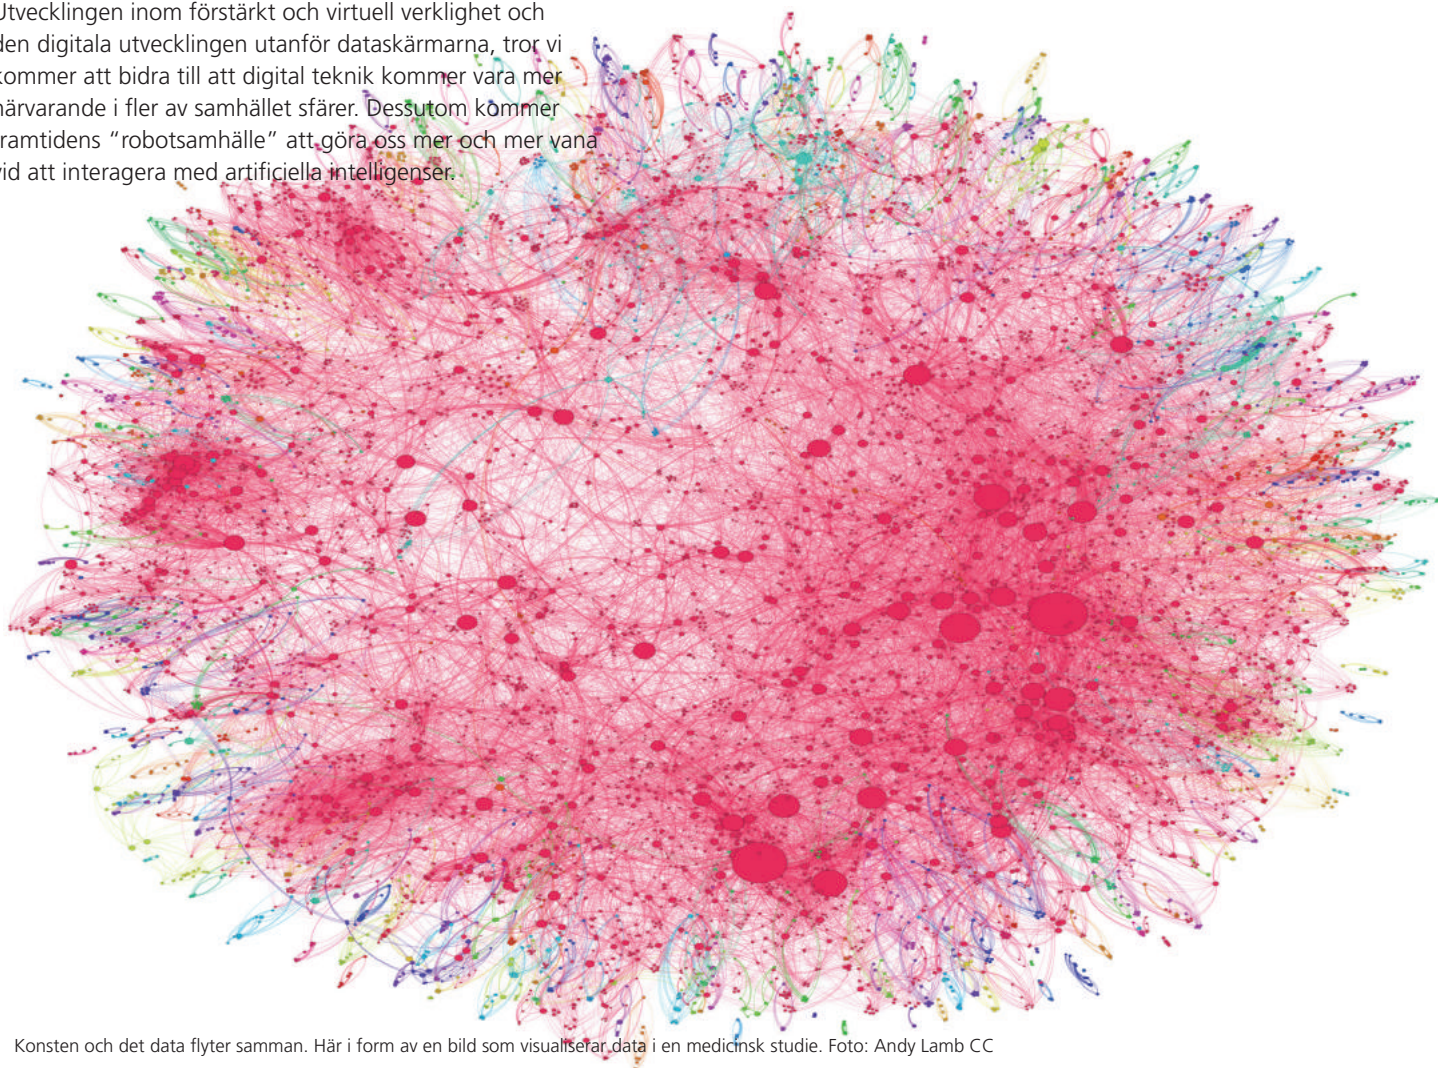 Utvecklingen inom förstärkt och virtuell verklighet och
den digitala utvecklingen utanför dataskärmarna, tror vi
kommer att bidra till att digital teknik kommer vara mer
närvarande i fler av samhället sfärer. Dessutom kommer
framtidens “robotsamhälle” att göra oss mer och mer vana
vid att interagera med artificiella intelligenser.
Konsten och det data flyter samman. Här i form av en bild som visualiserar data i en medicinsk studie. Foto: Andy Lamb CC